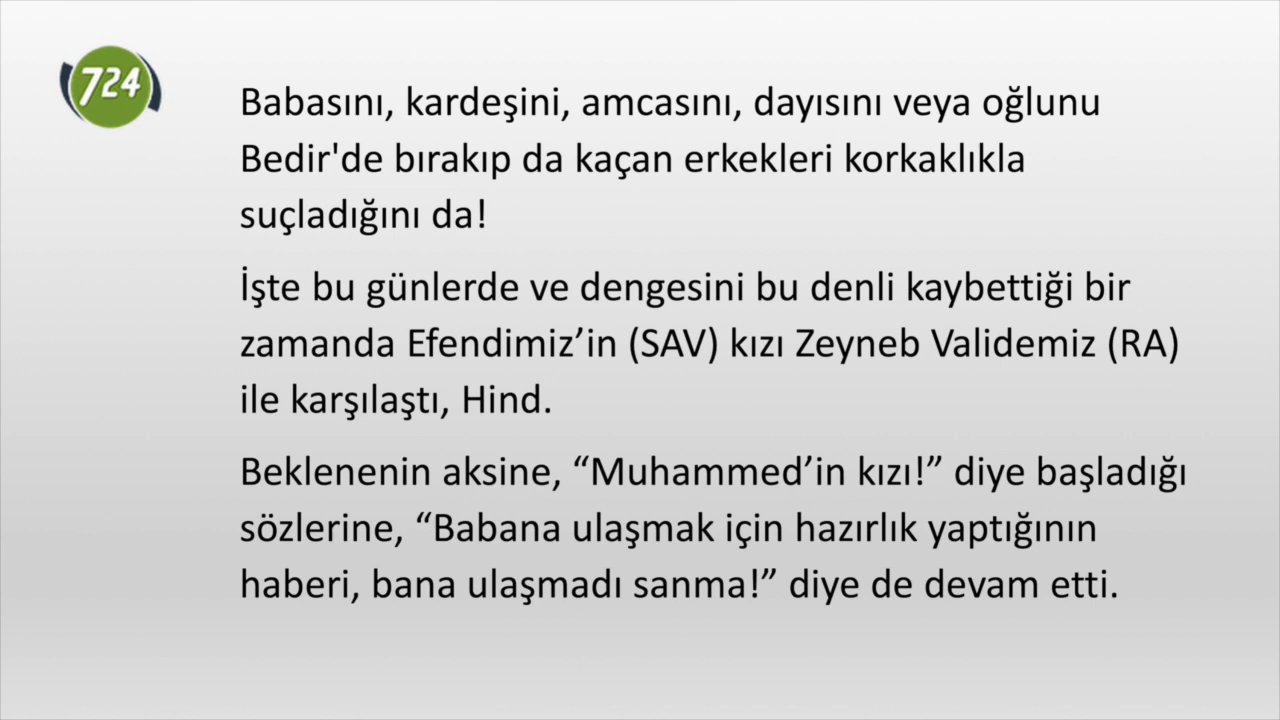 724
Babasını, kardeşini, amcasını, dayısını veya oğlunu
Bedir'de bırakıp da kaçan erkekleri korkaklıkla
suçladığını da!
İşte bu günlerde ve dengesini bu denli kaybettiği bir
zamanda Efendimiz’in (SAV) kızı Zeyneb Validemiz (RA)
ile karşılaştı, Hind.
Beklenenin aksine, “Muhammed’in kızı!” diye başladığı
sözlerine, “Babana ulaşmak için hazırlık yaptığının
haberi, bana ulaşmadı sanma!” diye de devam etti.